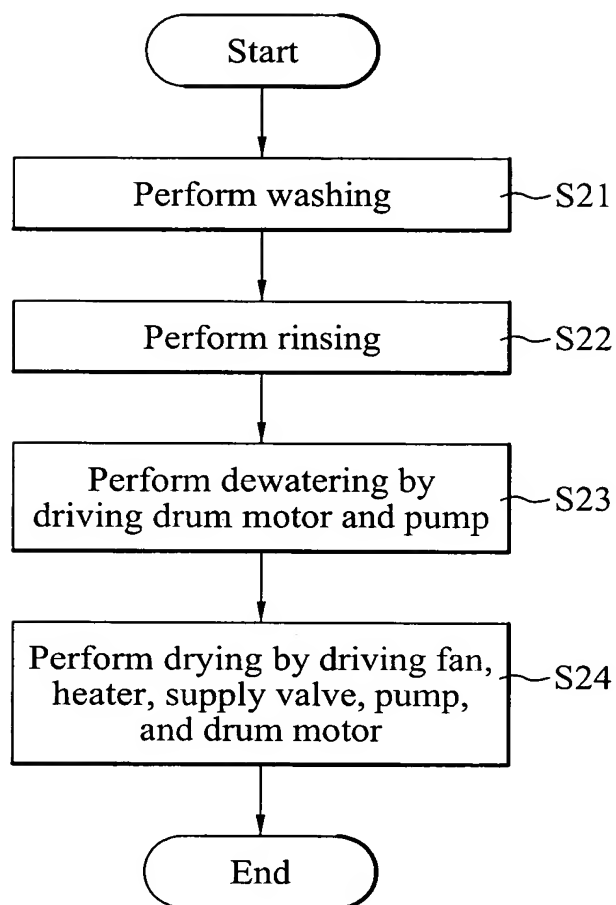 Start
Perform washing
S21
Perform rinsing
S22
Perform dewatering by
driving drum motor and pump
S23
Perform drying by driving fan,
heater, supply valve, pump,
and drum motor
S24
End